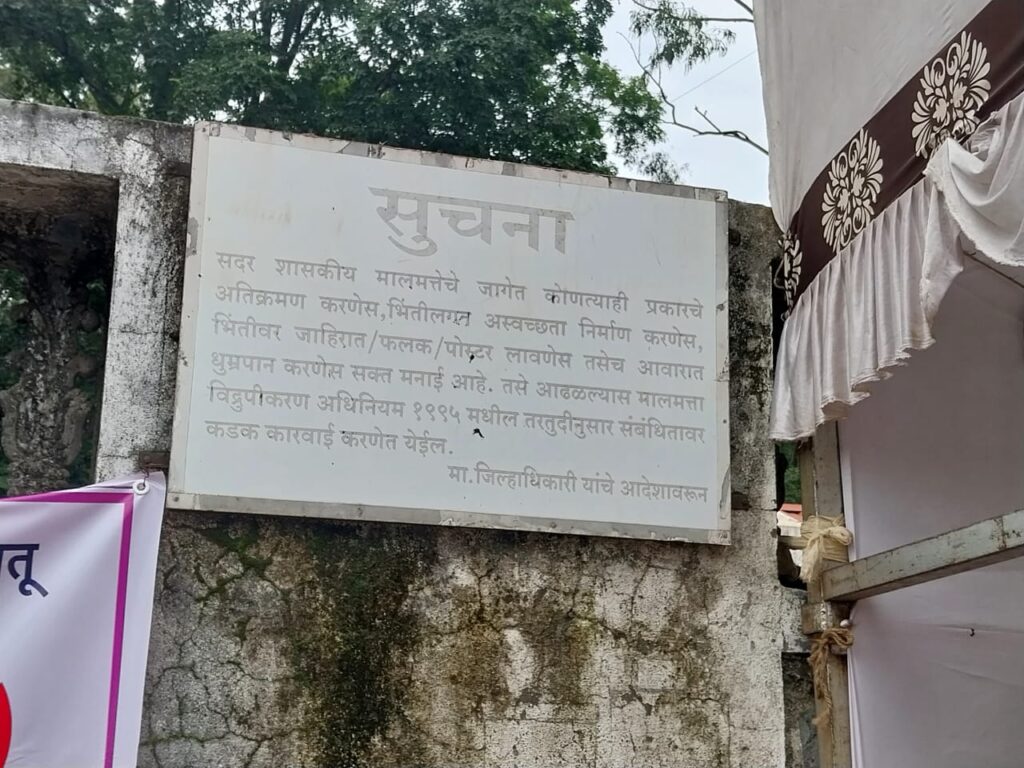 सुचना
सदर शासकीय मालमत्तेचे जागेत कोणत्याही प्रकारचे
अतिक्रमण करणेस,भिंतीलगत अस्वच्छता निर्माण करणेस,
भिंतीवर जाहिरात/फलक/पोस्टर लावणेस तसेच आवारात
धुम्रपान करणेस सक्त मनाई आहे. तसे आढळल्यास मालमत्ता
विद्रुपीकरण अधिनियम १९९५ मधील तरतुदीनुसार संबंधितावर
कडक कारवाई करणेत येईल.
मा.जिल्हाधिकारी यांचे आदेशावरून